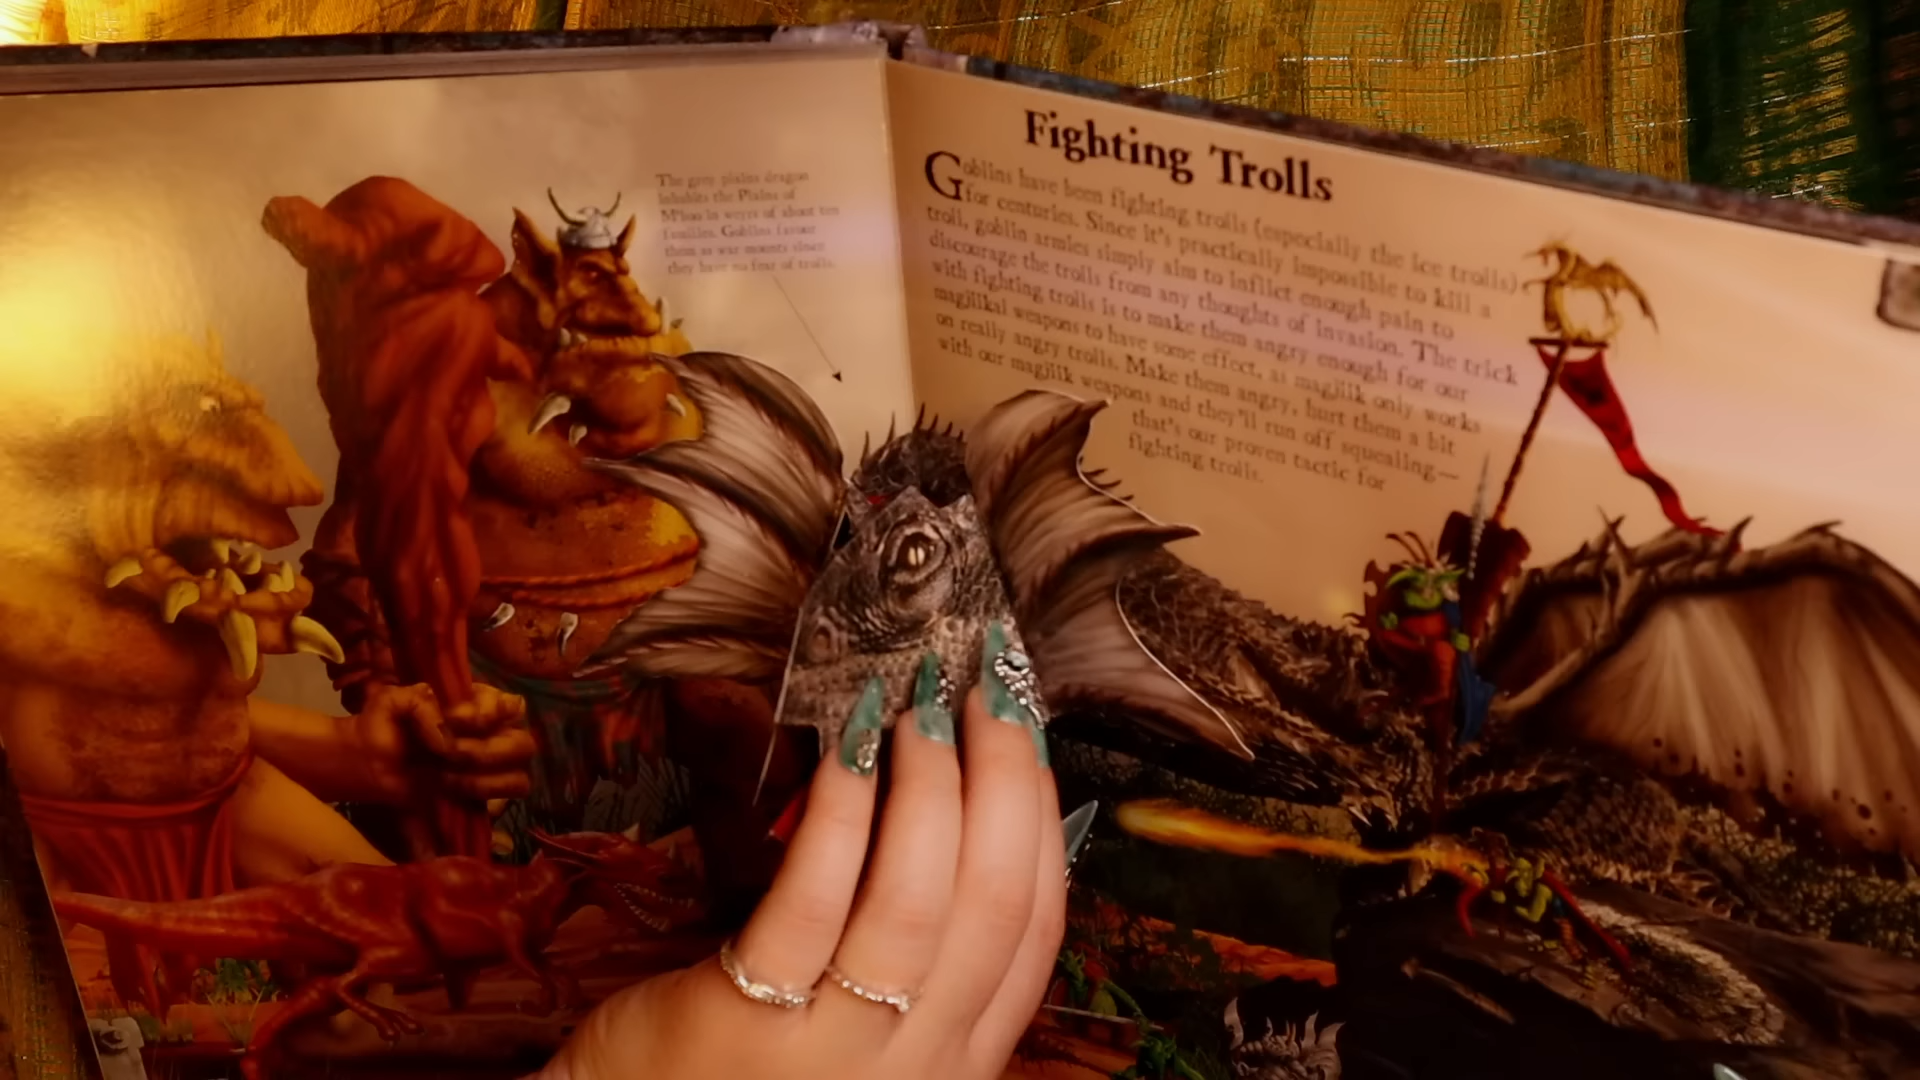 The grey plains dragon
inhabits the Plains of
M'lou in weyrs of about ten
families. Goblins favour
them as war mounts since
they have no fear of trolls.
Fighting Trolls
Goblins have been fighting trolls (especially the ice trolls)
for centuries. Since it's practically impossible to kill a
troll, goblin armies simply aim to inflict enough pain to
discourage the trolls from any thoughts of invasion. The trick
with fighting trolls is to make them angry enough for our
magjikal weapons to have some effect, as magjik only works
on really angry trolls. Make them angry, hurt them a bit
with our magjik weapons and they'll run off squealing—
that's our proven tactic for
fighting trolls.